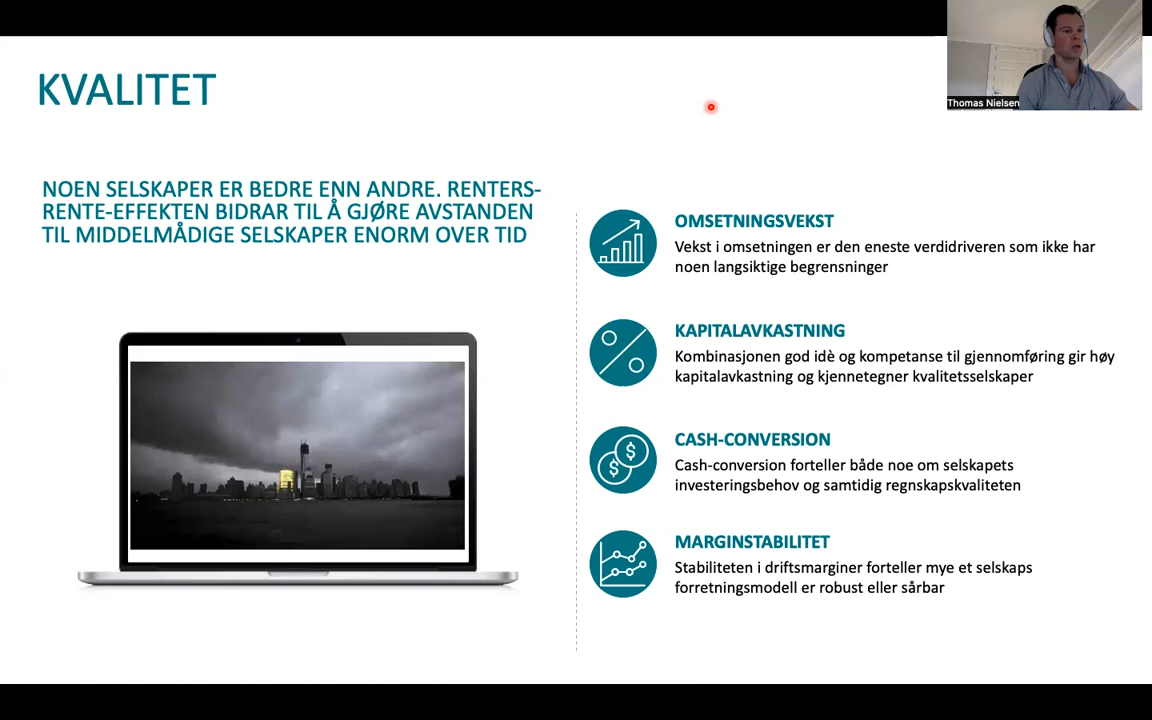 KVALITET
Thomas Nielsen
NOEN SELSKAPER ER BEDRE ENN ANDRE. RENTERS-
RENTE-EFFEKTEN BIDRAR TIL Å GJØRE AVSTANDEN
TIL MIDDELMÅDIGE SELSKAPER ENORM OVER TID
OMSETNINGSVEKST
Vekst i omsetningen er den eneste verdidriveren som ikke har
noen langsiktige begrensninger
KAPITALAVKASTNING
Kombinasjonen god idè og kompetanse til gjennomføring gir høy
kapitalavkastning og kjennetegner kvalitetsselskaper
CASH-CONVERSION
Cash-conversion forteller både noe om selskapets
investeringsbehov og samtidig regnskapskvaliteten
MARGINSTABILITET
Stabiliteten i driftsmarginer forteller mye et selskaps
forretningsmodell er robust eller sårbar